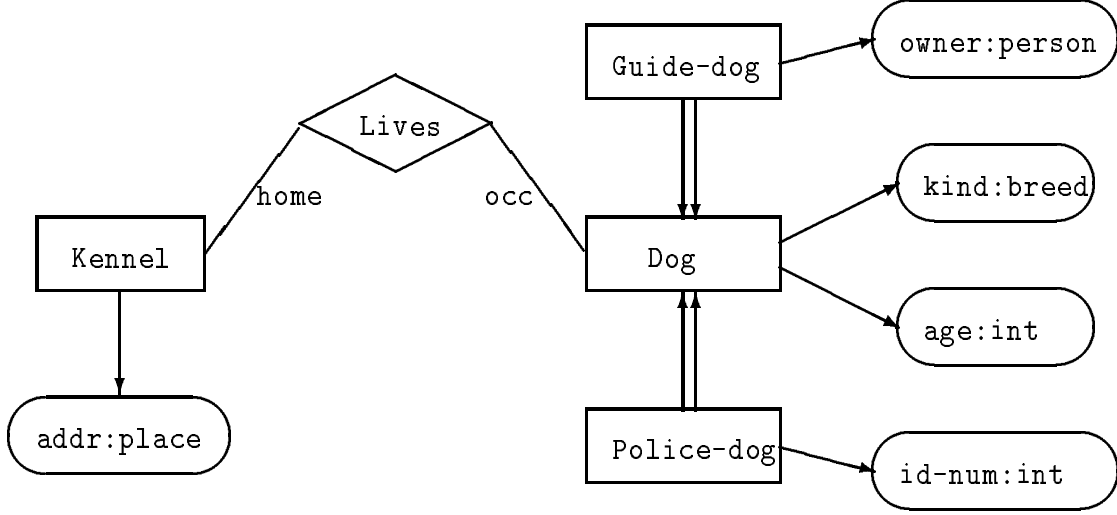 owner:person
Guide-dog
Lives
kind:breed
home
occ
Kennel
Dog
age:int
addr:place
Police-dog
id-num:int